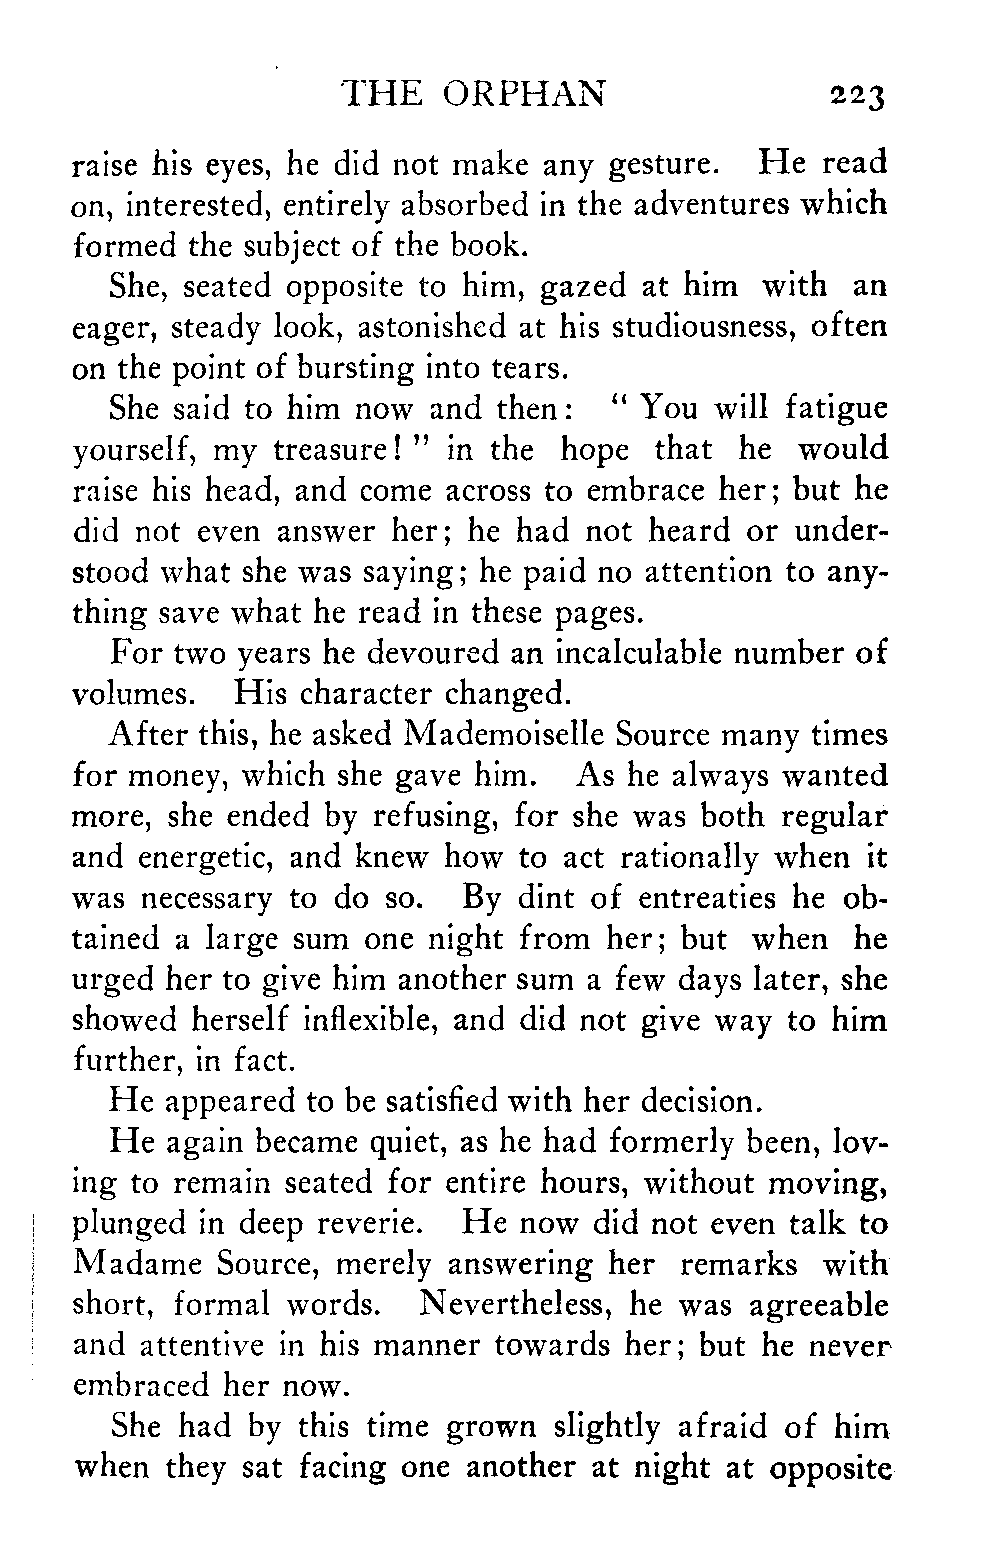 THE ORPHAN 223
raise his eyes, he did not make any gesture. He read
on, interested, entirely absorbed in the adventures which
formed the subject of the book.
She, seated opposite to him, gazed at him with an
eager, steady look, astonished at his studiousness, often
on the point of bursting into tears.
She said to him now and then: “ You will fatigue
yourself, my treasure! ” in the hope that he would
raise his head, and come across to embrace her; but he
did not even answer her; he had not heard or under-
stood what she was saying; he paid no attention to any-
thing save what he read in these pages.
For two years he devoured an incalculable number of
volumes. His character changed.
After this, he asked Mademoiselle Source many times
for money, which she gave him. As he always wanted
more, she ended by refusing, for she was both regular
and energetic, and knew how to act rationally when it
was necessary to do so. By dint of entreaties he ob-
tained a large sum one night from her; but when he
urged her to give him another sum a few days later, she
showed herself inflexible, and did not give way to him
further, in fact.
He appeared to be satisfied with her decision.
He again became quiet, as he had formerly been, lov-
ing to remain seated for entire hours, without moving,
plunged in deep reverie. He now did not even talk to
Madame Source, merely answering her remarks with
short, formal words. Nevertheless, he was agreeable
and attentive in his manner towards her; but he never
embraced her now.
She had by this time grown slightly afraid of him
when they sat facing one another at night at opposite